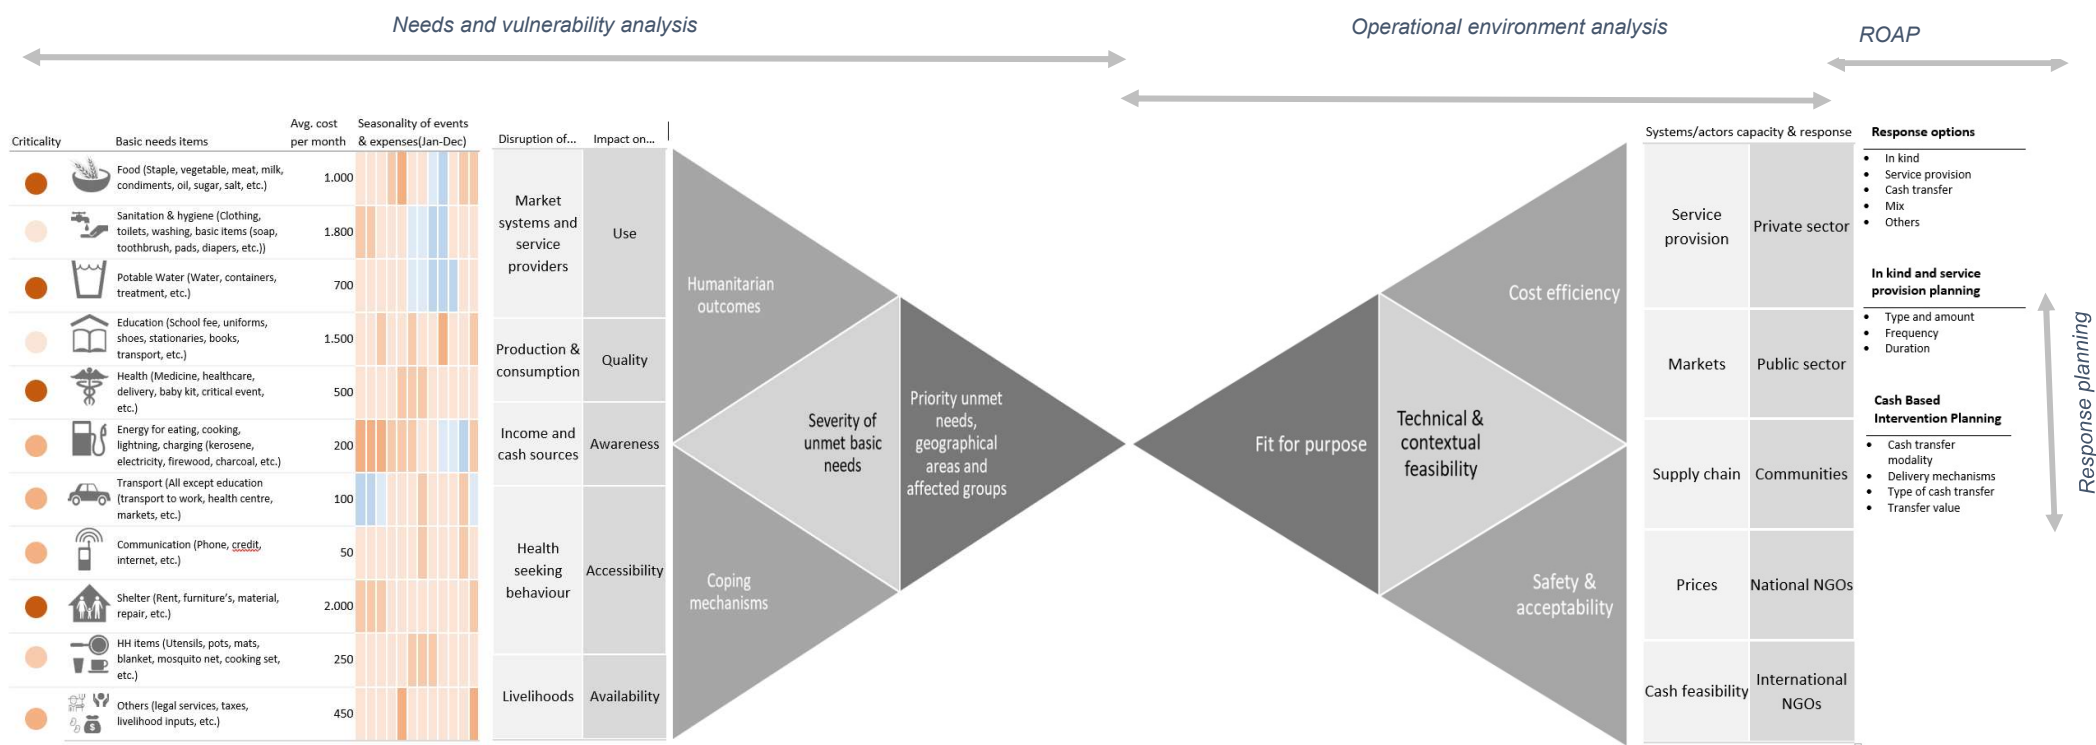 Needs and vulnerability analysis
Operational environment analysis
ROAP
Criticality
Basic needs items
Avg. cost
per month
Seasonality of events
& expenses(Jan-Dec)
Disruption of...
Impact on...
Food (Staple, vegetable, meat, milk,
condiments, oil, sugar, salt, etc.)
1.000
Sanitation & hygiene (Clothing,
toilets, washing, basic items (soap,
toothbrush, pads, diapers, etc.))
1.800
Potable Water (Water, containers,
treatment, etc.)
700
Education (School fee, uniforms,
shoes, stationaries, books,
transport, etc.)
1.500
Health (Medicine, healthcare,
delivery, baby kit, critical event,
etc.)
500
Energy for eating, cooking,
lightning, charging (kerosene,
electricity, firewood, charcoal, etc.)
200
Transport (All except education
(transport to work, health centre,
markets, etc.)
100
Communication (Phone, credit,
internet, etc.)
50
Shelter (Rent, furniture's, material,
repair, etc.)
2.000
HH items (Utensils, pots, mats,
blanket, mosquito net, cooking set,
etc.)
250
Others (legal services, taxes,
livelihood inputs, etc.)
450
Market
systems and
service
providers
Use
Production &
consumption
Quality
Income and
cash sources
Awareness
Health
seeking
behaviour
Accessibility
Livelihoods
Availability
Humanitarian
outcomes
Severity of
unmet basic
needs
Coping
mechanisms
Priority unmet
needs,
geographical
areas and
affected groups
Fit for purpose
Technical &
contextual
feasibility
Cost efficiency
Safety &
acceptability
Systems/actors capacity & response
Service
provision
Private sector
Markets
Public sector
Supply chain
Communities
Prices
National NGOs
Cash feasibility
International
NGOs
Response options
• In kind
• Service provision
• Cash transfer
• Mix
• Others
In kind and service
provision planning
• Type and amount
• Frequency
• Duration
Cash Based
Intervention Planning
• Cash transfer
modality
• Delivery mechanisms
• Type of cash transfer
• Transfer value
Response planning